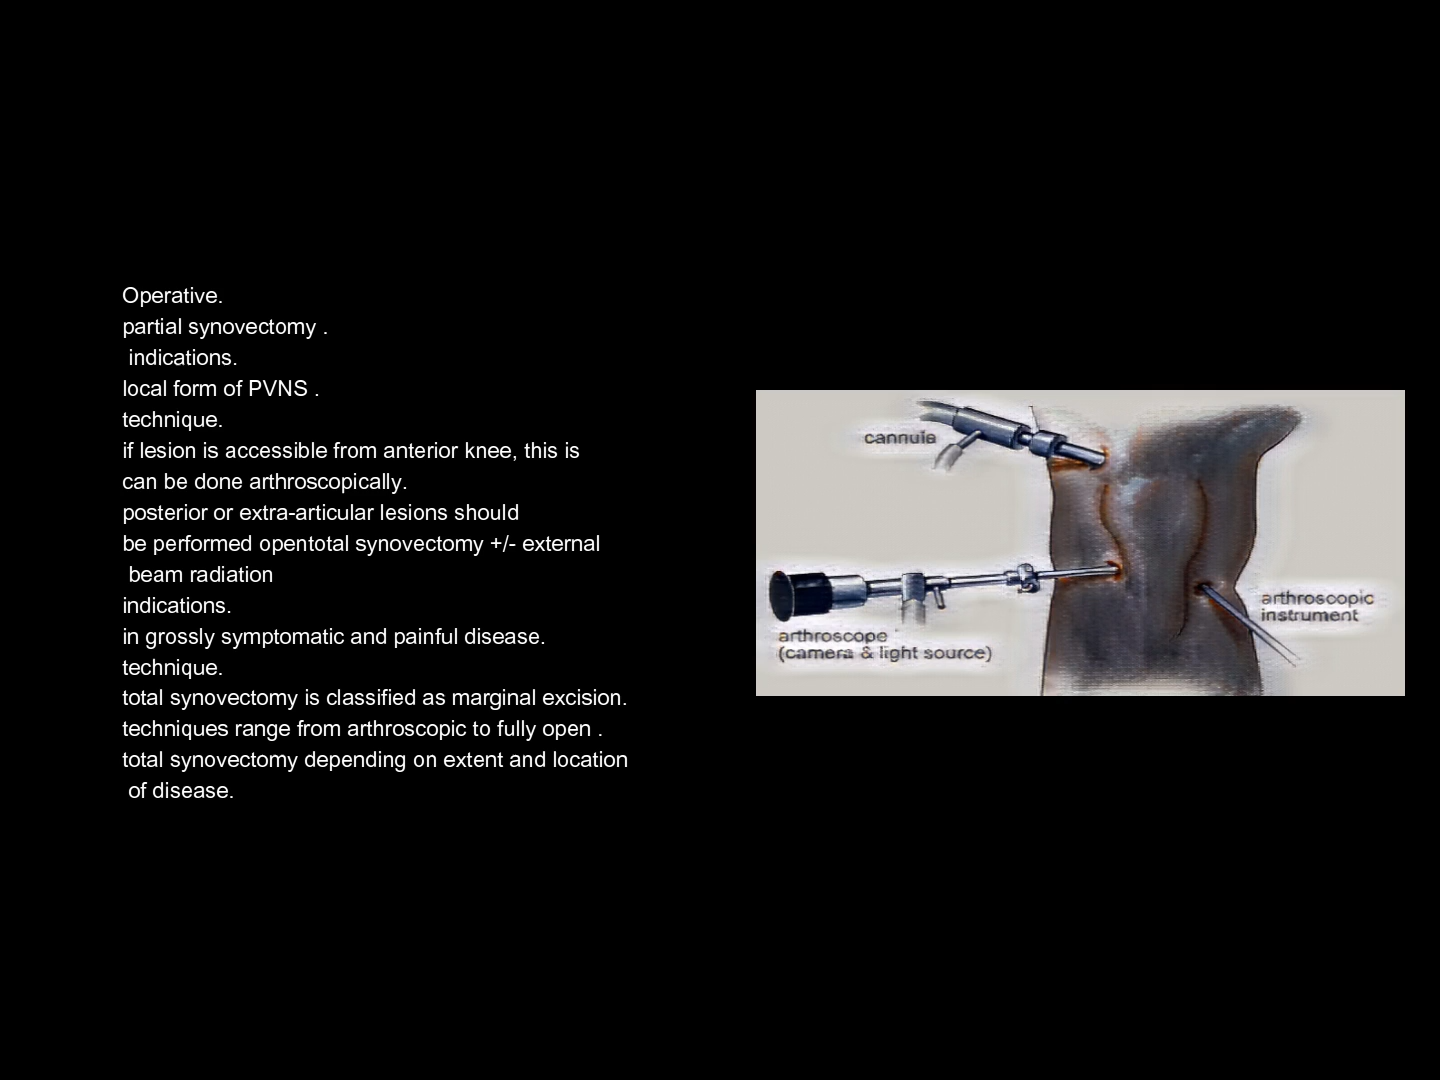 Operative.
partial synovectomy .
indications.
local form of PVNS .
technique.
if lesion is accessible from anterior knee, this is
can be done arthroscopically.
posterior or extra-articular lesions should
be performed opentotal synovectomy +/- external
beam radiation
indications.
in grossly symptomatic and painful disease.
technique.
total synovectomy is classified as marginal excision.
techniques range from arthroscopic to fully open .
total synovectomy depending on extent and location
of disease.
cannula
arthroscope
(camera & light source)
arthroscopic
instrument